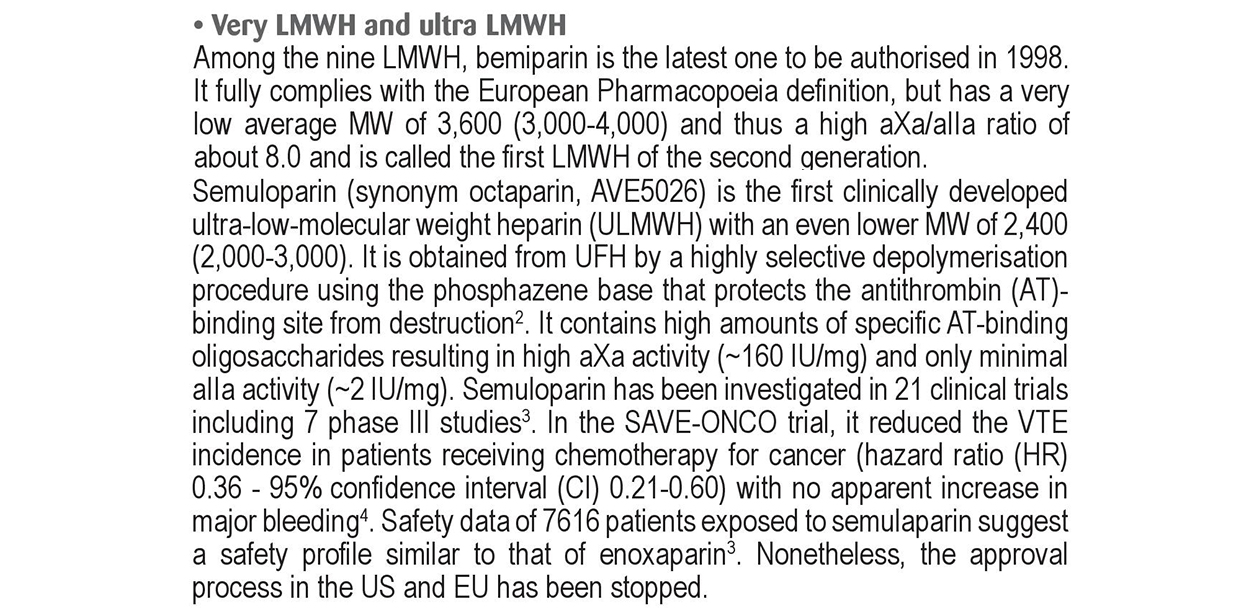 • Very LMWH and ultra LMWH
Among the nine LMWH, bemiparin is the latest one to be authorised in 1998.
It fully complies with the European Pharmacopoeia definition, but has a very
low average MW of 3,600 (3,000-4,000) and thus a high aXa/aIIa ratio of
about 8.0 and is called the first LMWH of the second generation.
Semuloparin (synonym octaparin, AVE5026) is the first clinically developed
ultra-low-molecular weight heparin (ULMWH) with an even lower MW of 2,400
(2,000-3,000). It is obtained from UFH by a highly selective depolymerisation
procedure using the phosphazene base that protects the antithrombin (AT)-
binding site from destruction². It contains high amounts of specific AT-binding
oligosaccharides resulting in high aXa activity (~160 IU/mg) and only minimal
aIIa activity (~2 IU/mg). Semuloparin has been investigated in 21 clinical trials
including 7 phase III studies³. In the SAVE-ONCO trial, it reduced the VTE
incidence in patients receiving chemotherapy for cancer (hazard ratio (HR)
0.36 - 95% confidence interval (CI) 0.21-0.60) with no apparent increase in
major bleeding⁴. Safety data of 7616 patients exposed to semulaparin suggest
a safety profile similar to that of enoxaparin³. Nonetheless, the approval
process in the US and EU has been stopped.